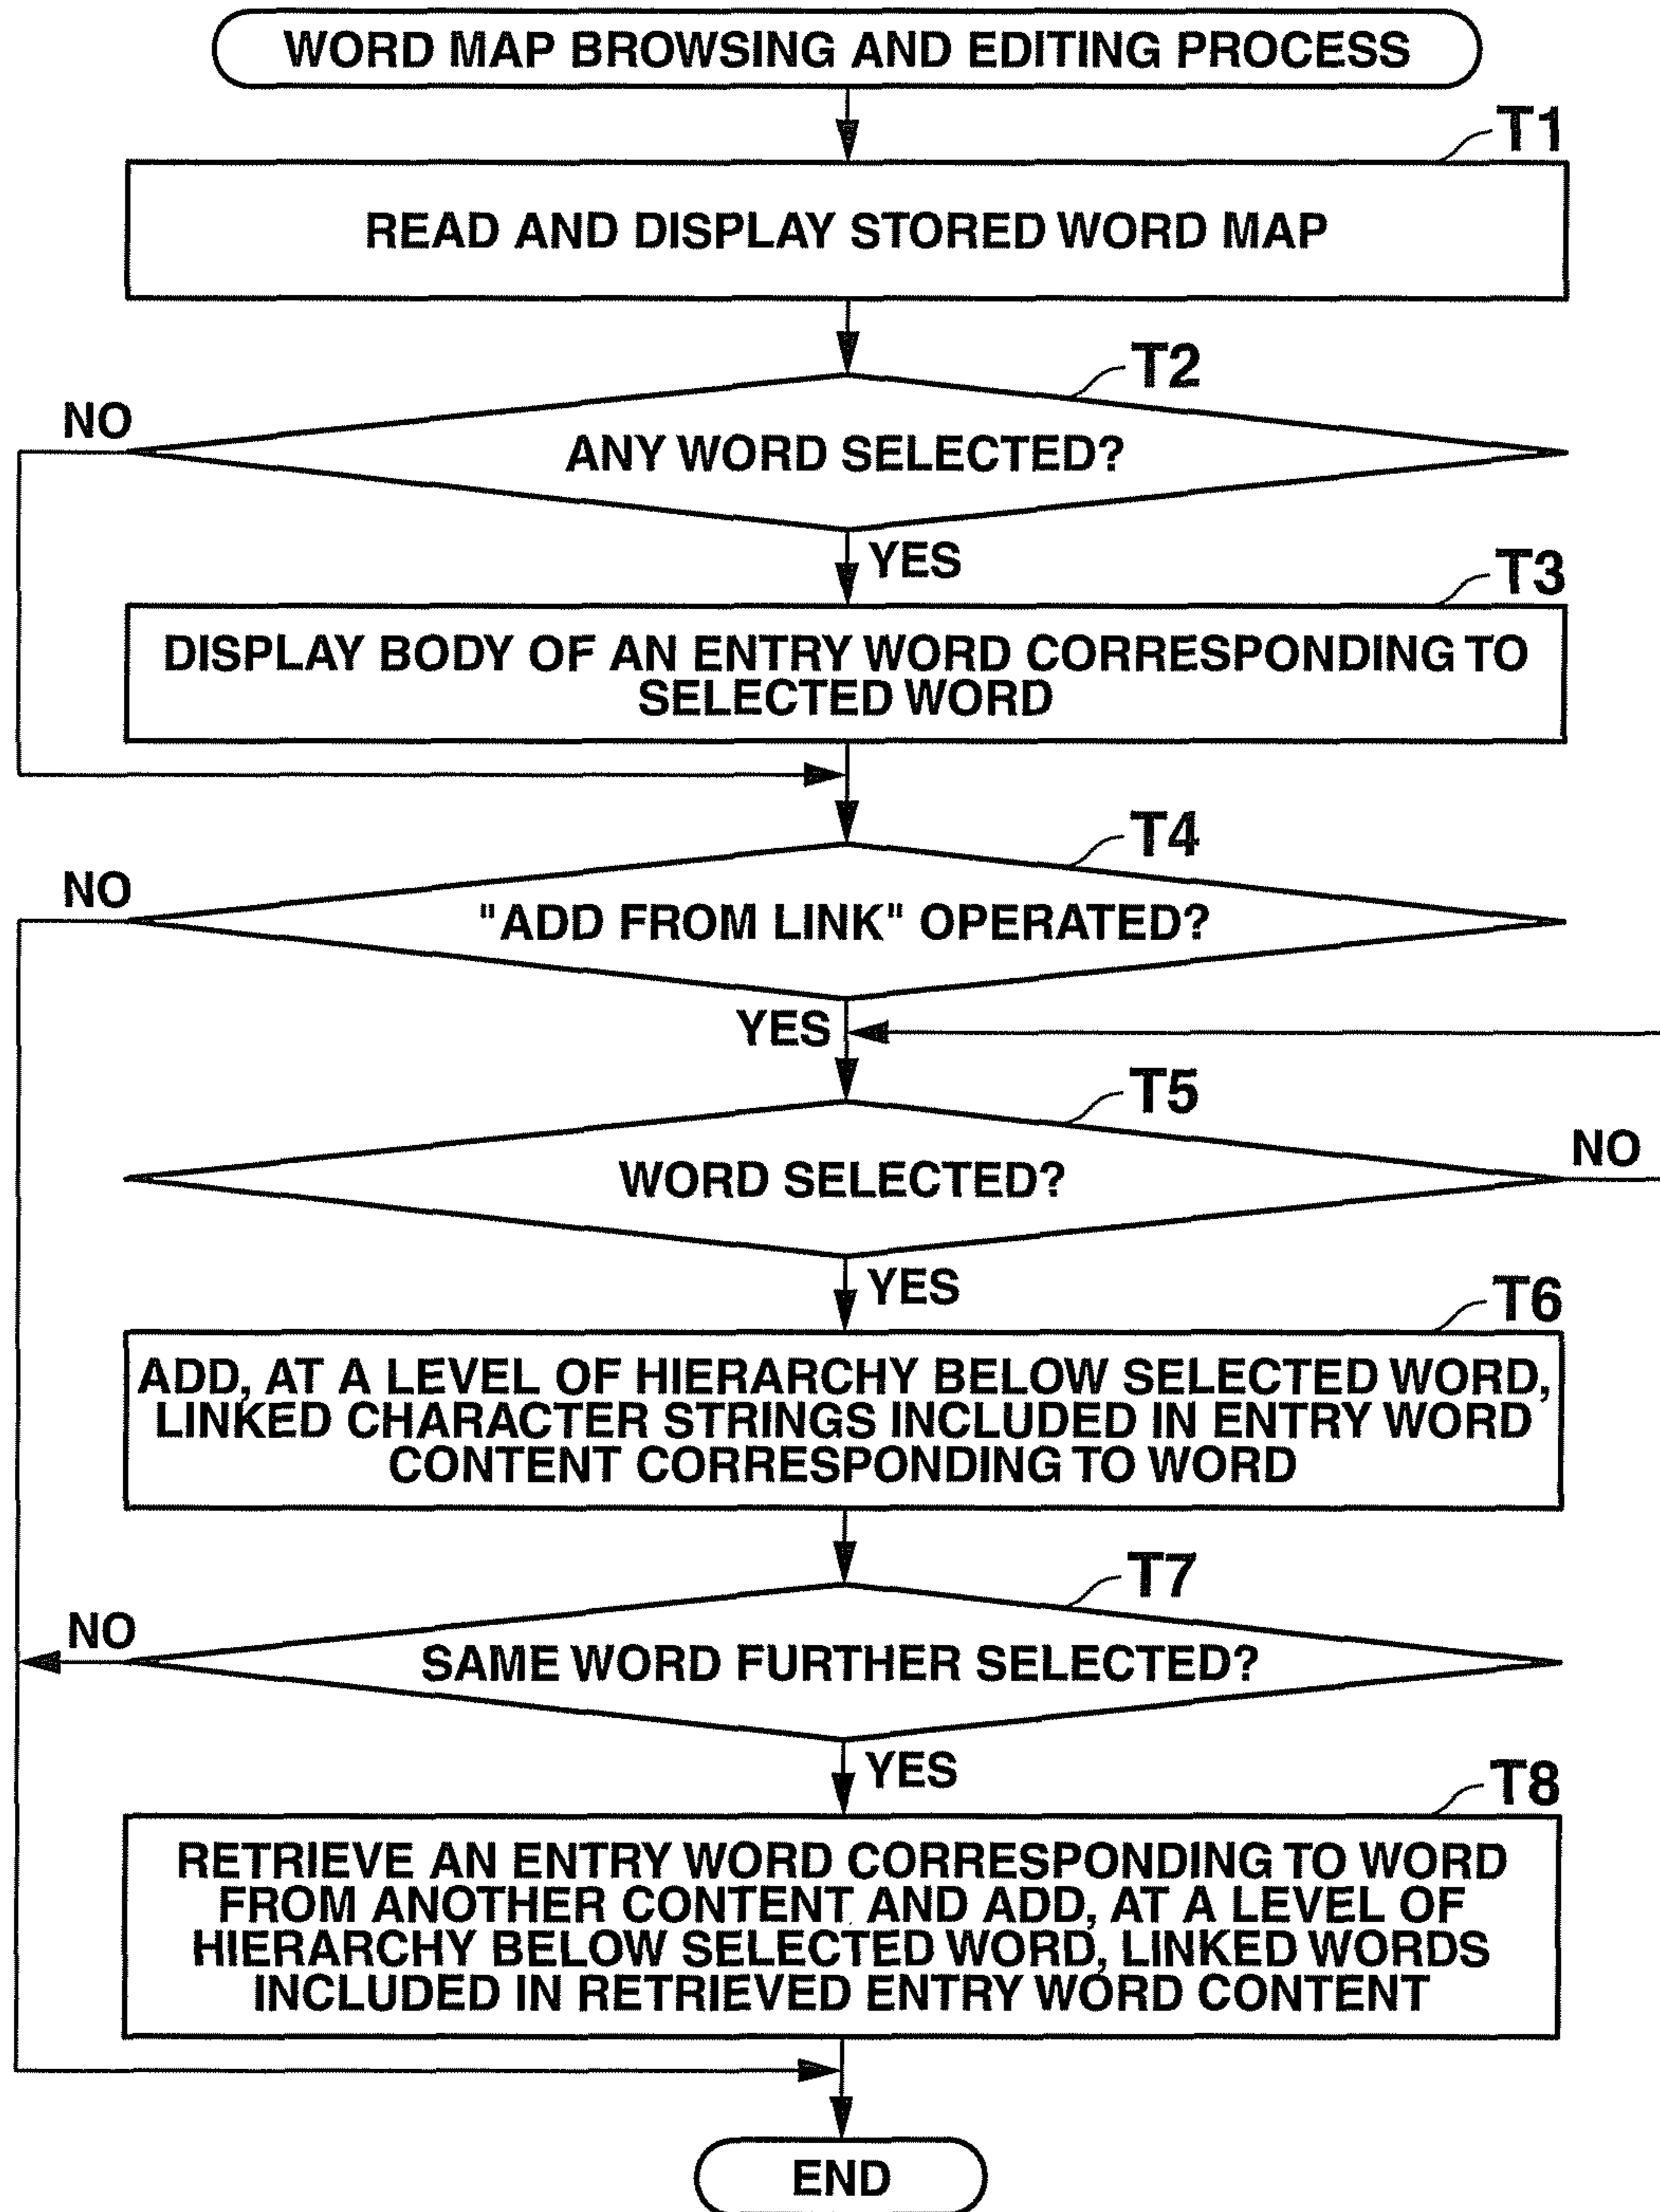 WORD MAP BROWSING AND EDITING PROCESS
T1
READ AND DISPLAY STORED WORD MAP
T2
NO
ANY WORD SELECTED?
YES
T3
DISPLAY BODY OF AN ENTRY WORD CORRESPONDING TO
SELECTED WORD
T4
NO
"ADD FROM LINK" OPERATED?
YES
T5
NO
WORD SELECTED?
YES
T6
ADD, AT A LEVEL OF HIERARCHY BELOW SELECTED WORD,
LINKED CHARACTER STRINGS INCLUDED IN ENTRY WORD
CONTENT CORRESPONDING TO WORD
T7
NO
SAME WORD FURTHER SELECTED?
YES
T8
RETRIEVE AN ENTRY WORD CORRESPONDING TO WORD
FROM ANOTHER CONTENT AND ADD, AT A LEVEL OF
HIERARCHY BELOW SELECTED WORD, LINKED WORDS
INCLUDED IN RETRIEVED ENTRY WORD CONTENT
END